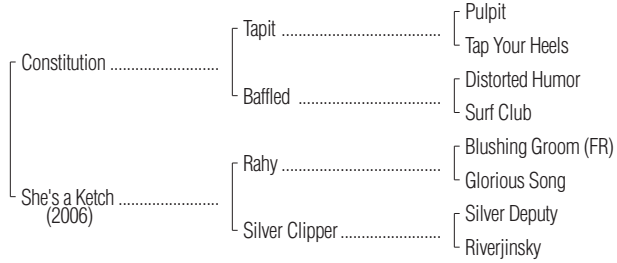 Pulpit
Tapit
Tap Your Heels
Constitution
Distorted Humor
Baffled
Surf Club
Blushing Groom (FR)
Rahy
Glorious Song
She's a Ketch
(2006)
Silver Deputy
Silver Clipper
Riverjinsky